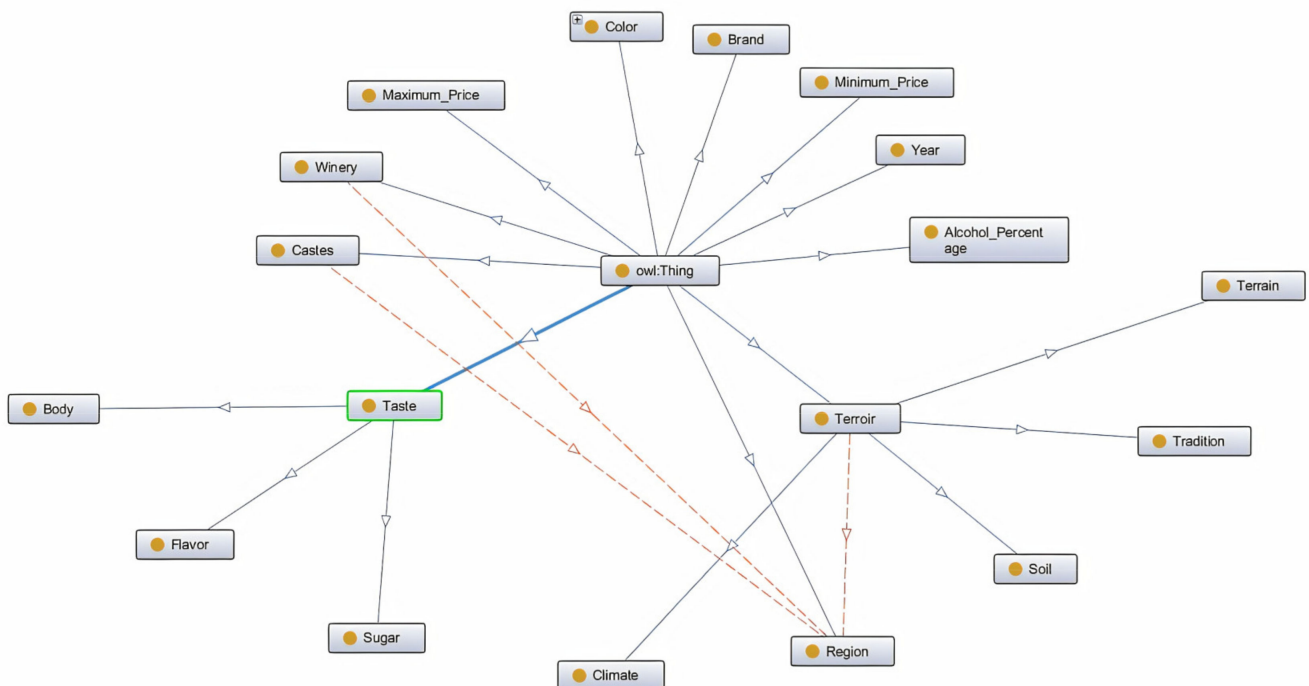 Color
Brand
Maximum_Price
Minimum_Price
Year
Winery
Alcohol_Percent
age
Castes
owl:Thing
Terrain
Body
Taste
Terroir
Tradition
Flavor
Soil
Sugar
Region
Climate